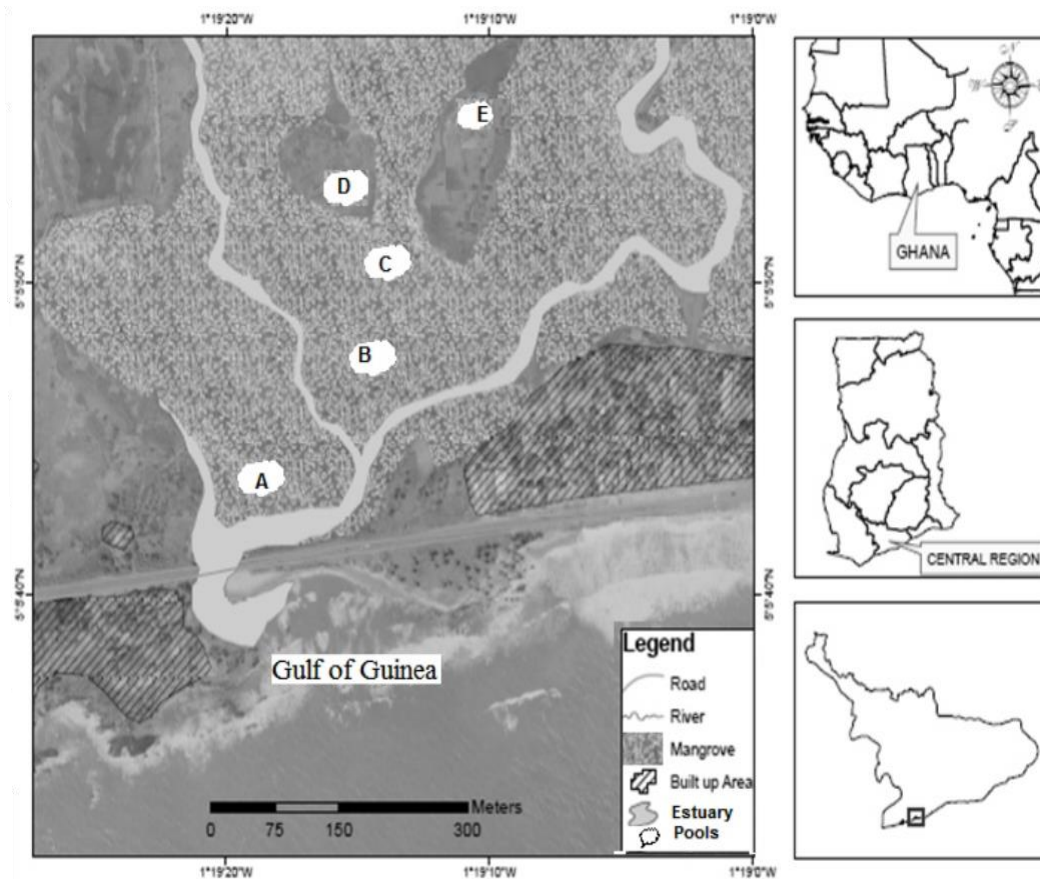 1°19'20"W
1°19'10"W
1°19'0"W
5°5'50"N
5°5'40"N
E
D
C
B
A
Gulf of Guinea
Legend
Road
River
Mangrove
Built up Area
Estuary
Pools
Meters
0 75 150 300
1°19'20"W
1°19'10"W
1°19'0"W
5°5'50"N
5°5'40"N
N
GHANA
CENTRAL REGION